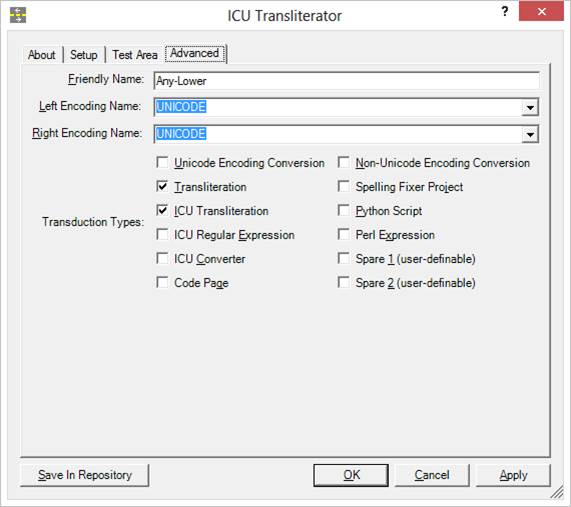 ICU Transliterator
?
About Setup Test Area Advanced
Friendly Name: Any-Lower
Left Encoding Name: UNICODE
Right Encoding Name: UNICODE
Unicode Encoding Conversion Non-Unicode Encoding Conversion
Transliteration Spelling Fixer Project
Transduction Types: ICU Transliteration Python Script
ICU Regular Expression Perl Expression
ICU Converter Spare 1 (user-definable)
Code Page Spare 2 (user-definable)
Save In Repository OK Cancel Apply